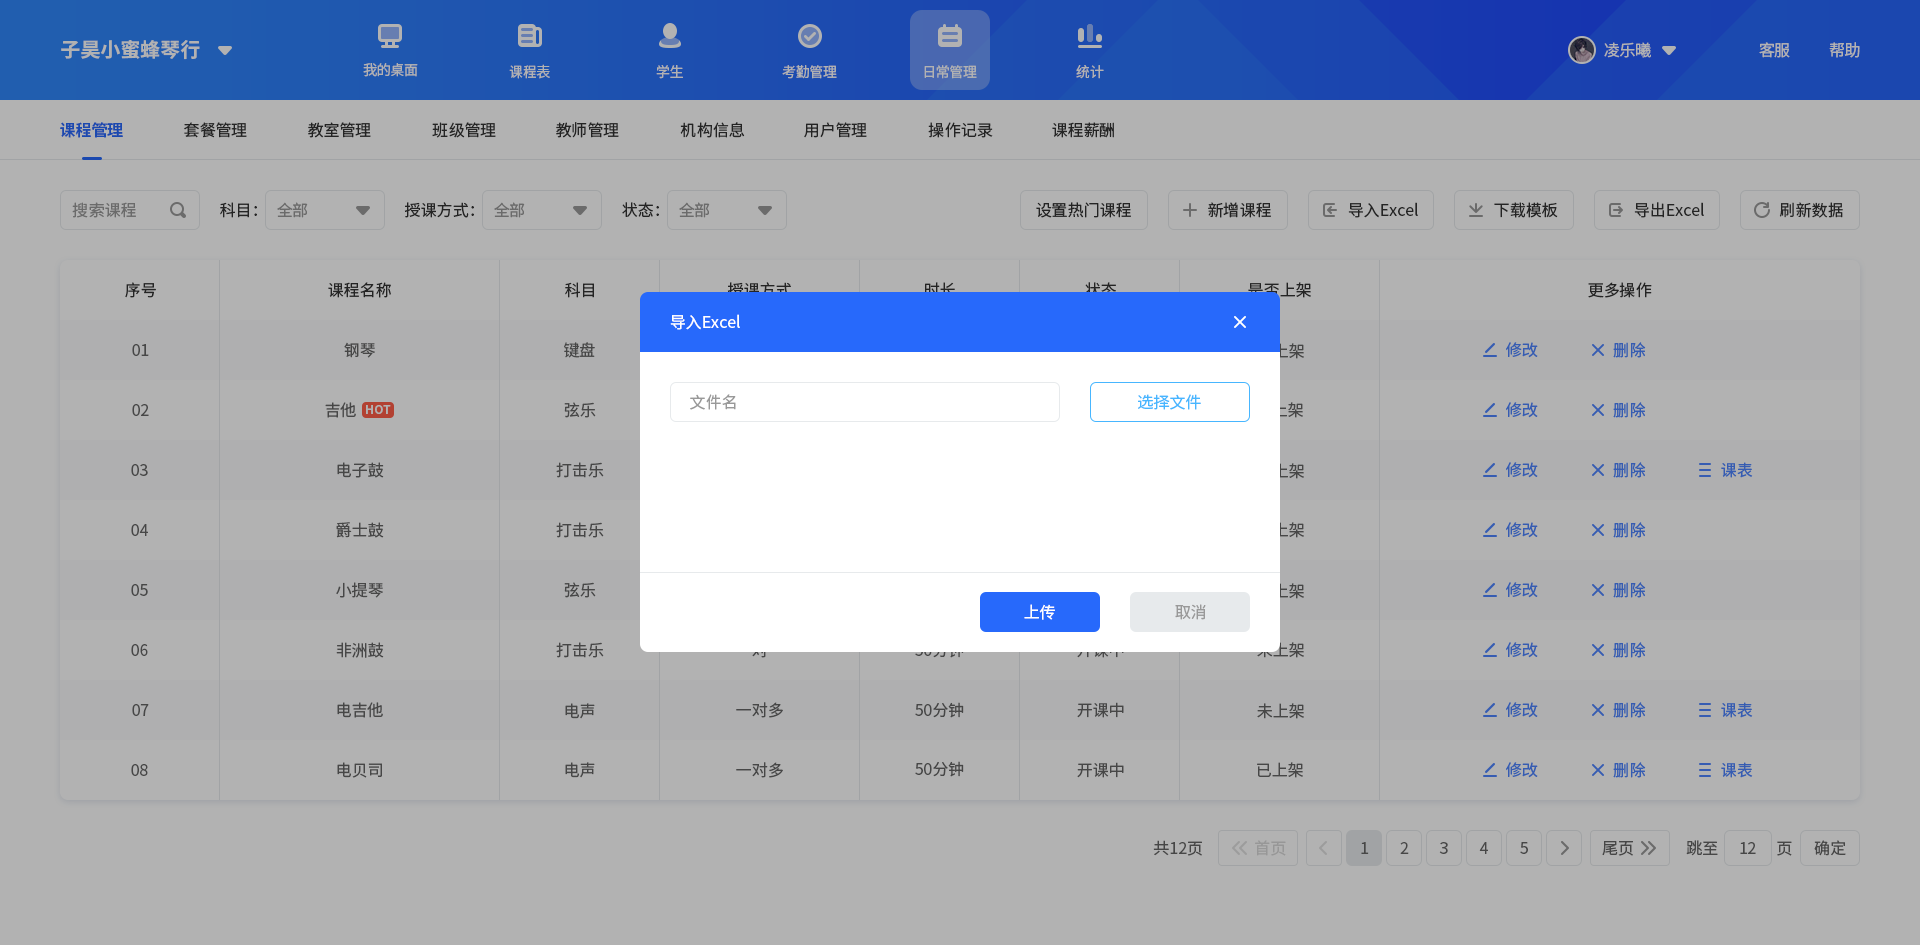 子昊小蜜蜂琴行
我的桌面 课程表 学生 考勤管理 日常管理 统计
凌乐曦 客服 帮助
课程管理 套餐管理 教室管理 班级管理 教师管理 机构信息 用户管理 操作记录 课程薪酬
搜索课程 科目: 全部 授课方式: 全部 状态: 全部 设置热门课程 新增课程 导入Excel 下载模板 导出Excel 刷新数据
序号 课程名称 科目 授课方式 时长 状态 是否上架 更多操作
导入Excel
01 钢琴 键盘 上架 修改 删除
文件名 选择文件
02 吉他 HOT 弦乐 上架 修改 删除
03 电子鼓 打击乐 上架 修改 删除 课表
04 爵士鼓 打击乐 上架 修改 删除
05 小提琴 弦乐 上架 修改 删除
上传 取消
06 非洲鼓 打击乐 一对一 50分钟 开课中 未上架 修改 删除
07 电吉他 电声 一对多 50分钟 开课中 未上架 修改 删除 课表
08 电贝司 电声 一对多 50分钟 开课中 已上架 修改 删除 课表
共12页 首页 1 2 3 4 5 尾页 跳至 12 页 确定